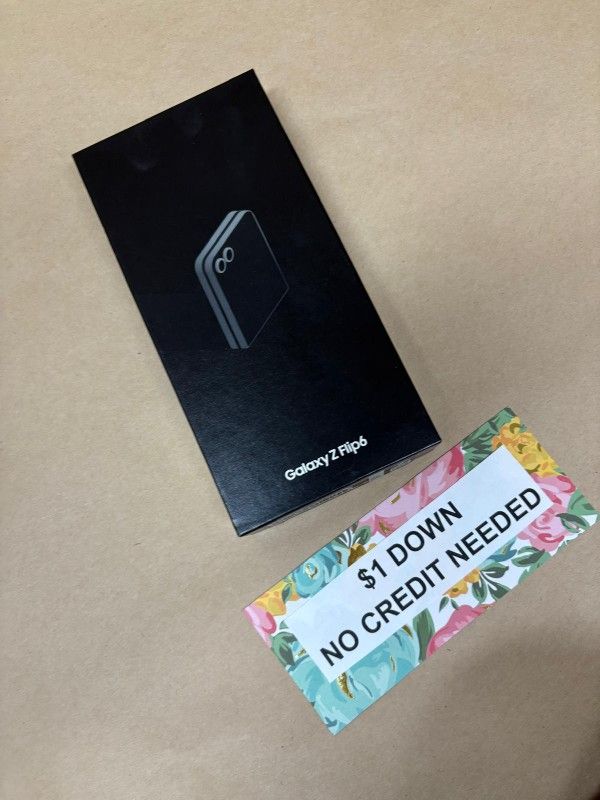 Galaxy Z Flip6
$1 DOWN
NO CREDIT NEEDED